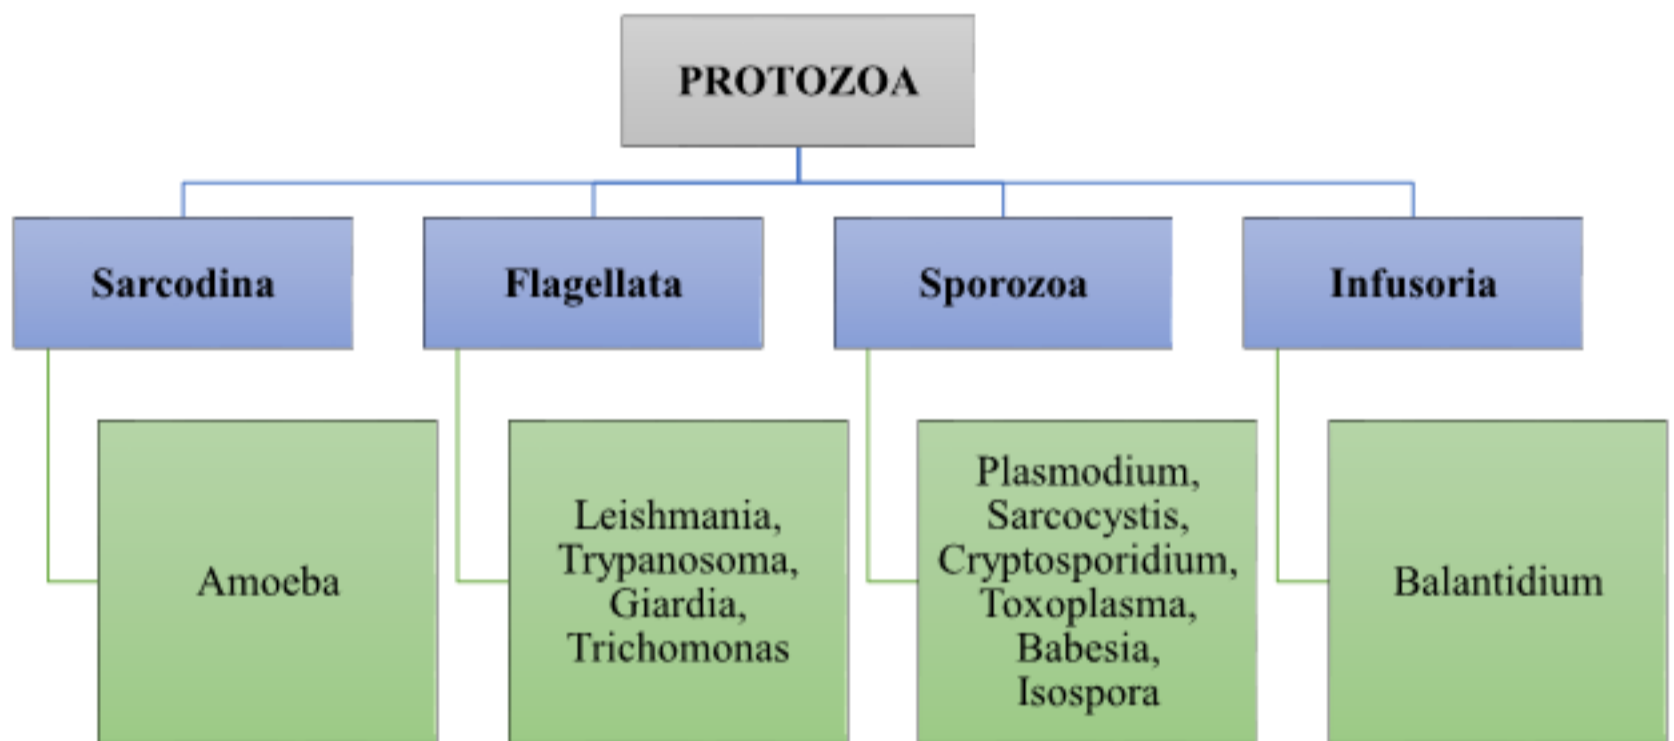 PROTOZOA
Sarcodina
Flagellata
Sporozoa
Infusoria
Amoeba
Leishmania,
Trypanosoma,
Giardia,
Trichomonas
Plasmodium,
Sarcocystis,
Cryptosporidium,
Toxoplasma,
Babesia,
Isospora
Balantidium